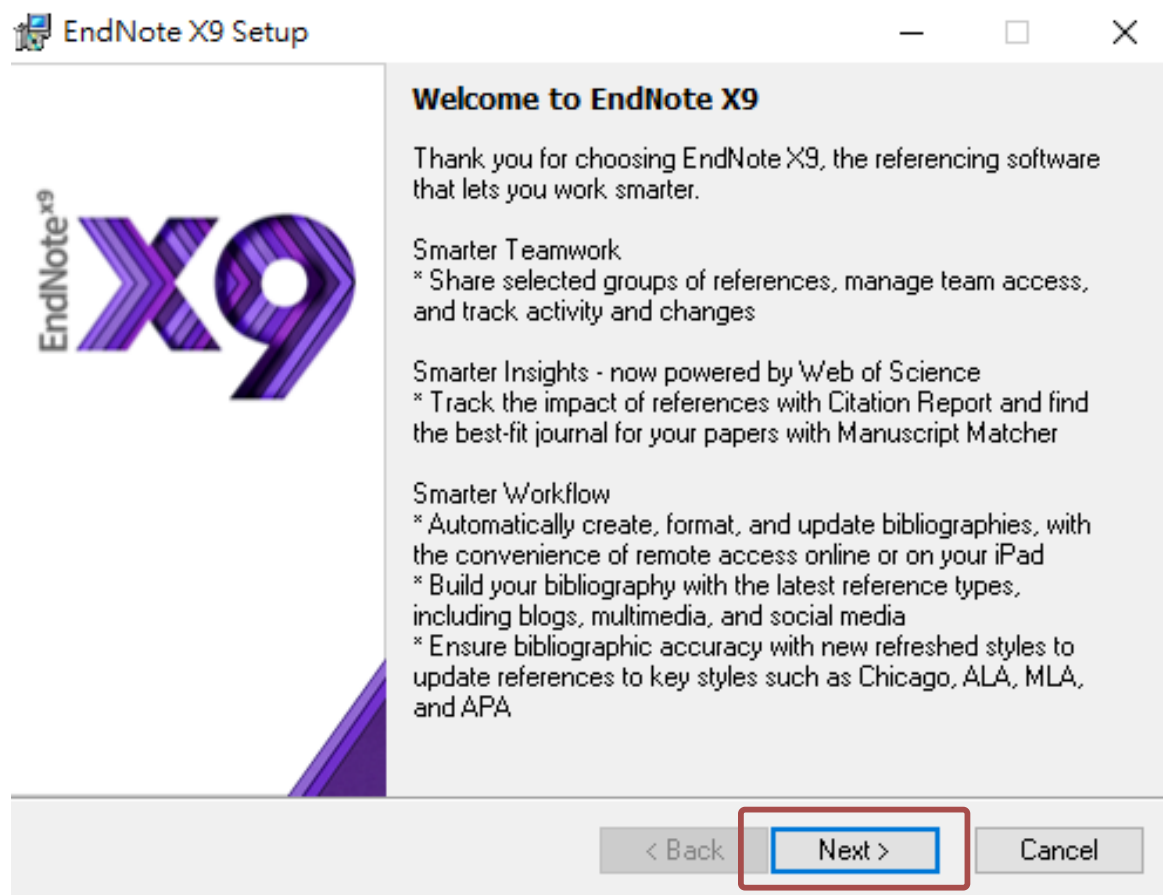 EndNote X9 Setup
EndNote X9
X9
Welcome to EndNote X9
Thank you for choosing EndNote X9, the referencing software
that lets you work smarter.
Smarter Teamwork
* Share selected groups of references, manage team access,
and track activity and changes
Smarter Insights - now powered by Web of Science
* Track the impact of references with Citation Report and find
the best-fit journal for your papers with Manuscript Matcher
Smarter Workflow
* Automatically create, format, and update bibliographies, with
the convenience of remote access online or on your iPad
* Build your bibliography with the latest reference types,
including blogs, multimedia, and social media
* Ensure bibliographic accuracy with new refreshed styles to
update references to key styles such as Chicago, ALA, MLA,
and APA
< Back
Next >
Cancel